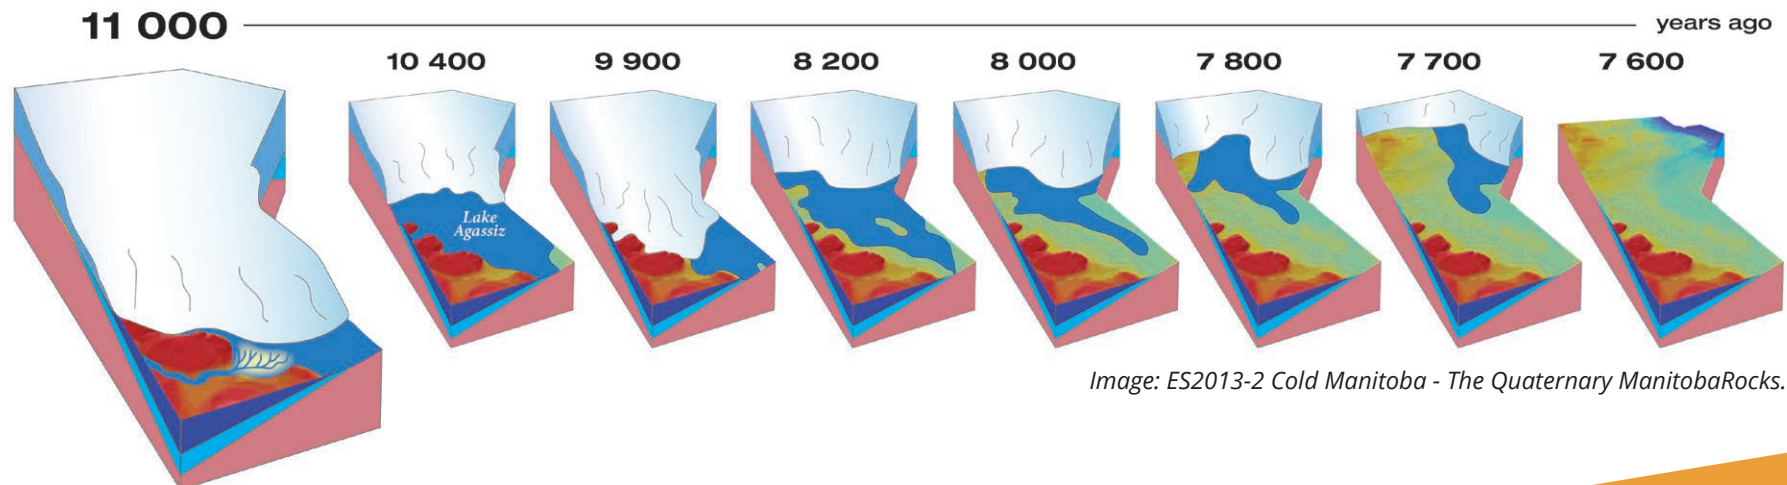 11 000
years ago
10 400
9 900
8 200
8 000
7 800
7 700
7 600
Lake
Agassiz
Image: ES2013-2 Cold Manitoba - The Quaternary ManitobaRocks.